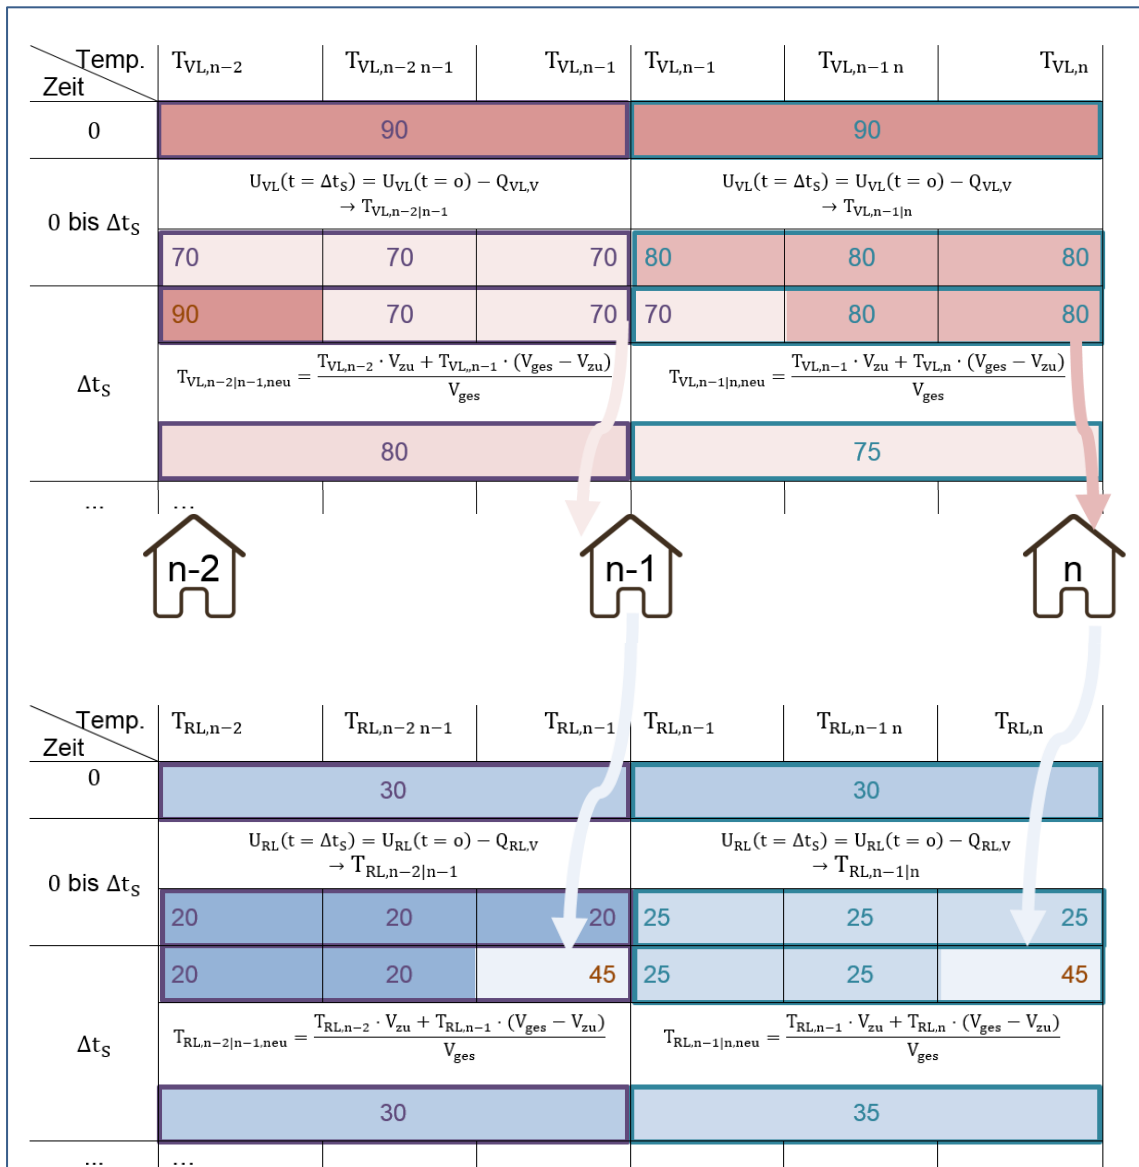 Temp. T_VL,n−2 T_VL,n−2 n−1 T_VL,n−1 T_VL,n−1 T_VL,n−1 n T_VL,n
Zeit
0 90 90
U_VL(t = Δt_S) = U_VL(t = o) − Q_VL,V U_VL(t = Δt_S) = U_VL(t = o) − Q_VL,V
0 bis Δt_S → T_VL,n−2|n−1 → T_VL,n−1|n
70 70 70 80 80 80
90 70 70 70 80 80
Δt_S T_VL,n−2|n−1,neu = (T_VL,n−2 · V_zu + T_VL,,n−1 · (V_ges − V_zu)) / V_ges T_VL,n−1|n,neu = (T_VL,n−1 · V_zu + T_VL,n · (V_ges − V_zu)) / V_ges
80 75
... ...
n-2 n-1 n
Temp. T_RL,n−2 T_RL,n−2 n−1 T_RL,n−1 T_RL,n−1 T_RL,n−1 n T_RL,n
Zeit
0 30 30
U_RL(t = Δt_S) = U_RL(t = o) − Q_RL,V U_RL(t = Δt_S) = U_RL(t = o) − Q_RL,V
0 bis Δt_S → T_RL,n−2|n−1 → T_RL,n−1|n
20 20 20 25 25 25
20 20 45 25 25 45
Δt_S T_RL,n−2|n−1,neu = (T_RL,n−2 · V_zu + T_RL,n−1 · (V_ges − V_zu)) / V_ges T_RL,n−1|n,neu = (T_RL,n−1 · V_zu + T_RL,n · (V_ges − V_zu)) / V_ges
30 35
... ...